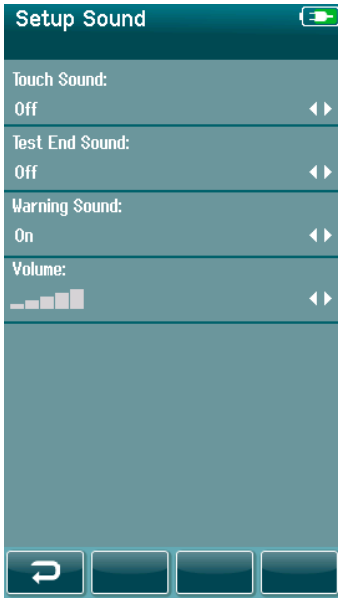 Setup Sound
Touch Sound:
Off
Test End Sound:
Off
Warning Sound:
On
Volume: